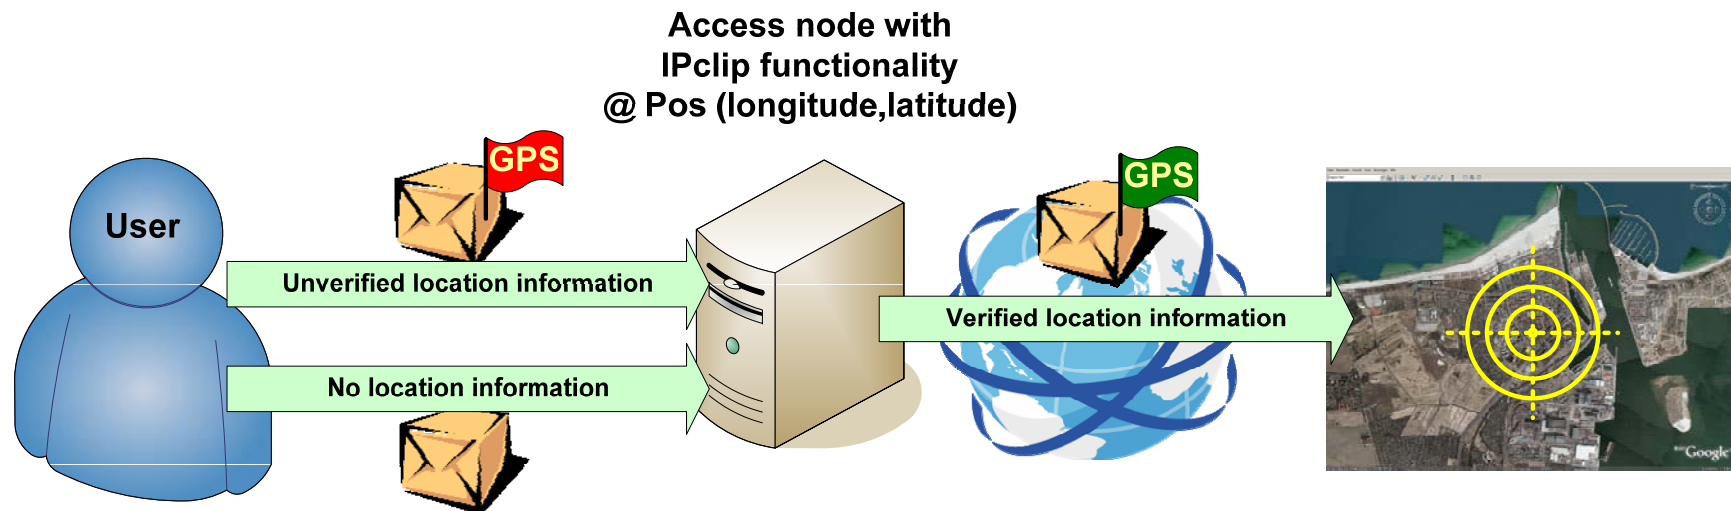 Access node with
IPclip functionality
@ Pos (longitude,latitude)
GPS
GPS
User
Unverified location information
Verified location information
No location information
Google